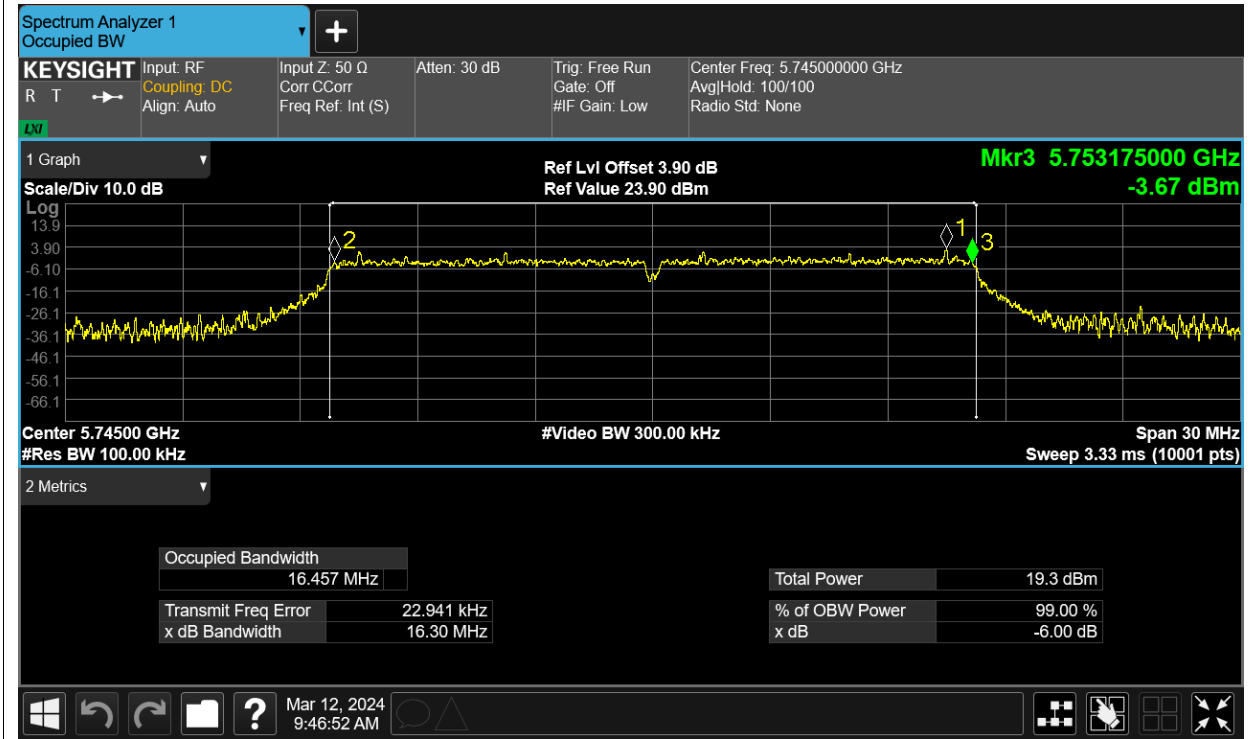 Spectrum Analyzer 1
Occupied BW
KEYSIGHT
R T
LXI
Input: RF
Coupling: DC
Align: Auto
Input Z: 50 Ω
Corr CCorr
Freq Ref: Int (S)
Atten: 30 dB
Trig: Free Run
Gate: Off
#IF Gain: Low
Center Freq: 5.745000000 GHz
Avg|Hold: 100/100
Radio Std: None
1 Graph
Scale/Div 10.0 dB
Ref Lvl Offset 3.90 dB
Ref Value 23.90 dBm
Mkr3 5.753175000 GHz
-3.67 dBm
Log
13.9
3.90
-6.10
-16.1
-26.1
-36.1
-46.1
-56.1
-66.1
2
1
3
Center 5.74500 GHz
#Res BW 100.00 kHz
#Video BW 300.00 kHz
Span 30 MHz
Sweep 3.33 ms (10001 pts)
2 Metrics
Occupied Bandwidth
16.457 MHz
Transmit Freq Error 22.941 kHz
x dB Bandwidth 16.30 MHz
Total Power 19.3 dBm
% of OBW Power 99.00 %
x dB -6.00 dB
?
Mar 12, 2024
9:46:52 AM